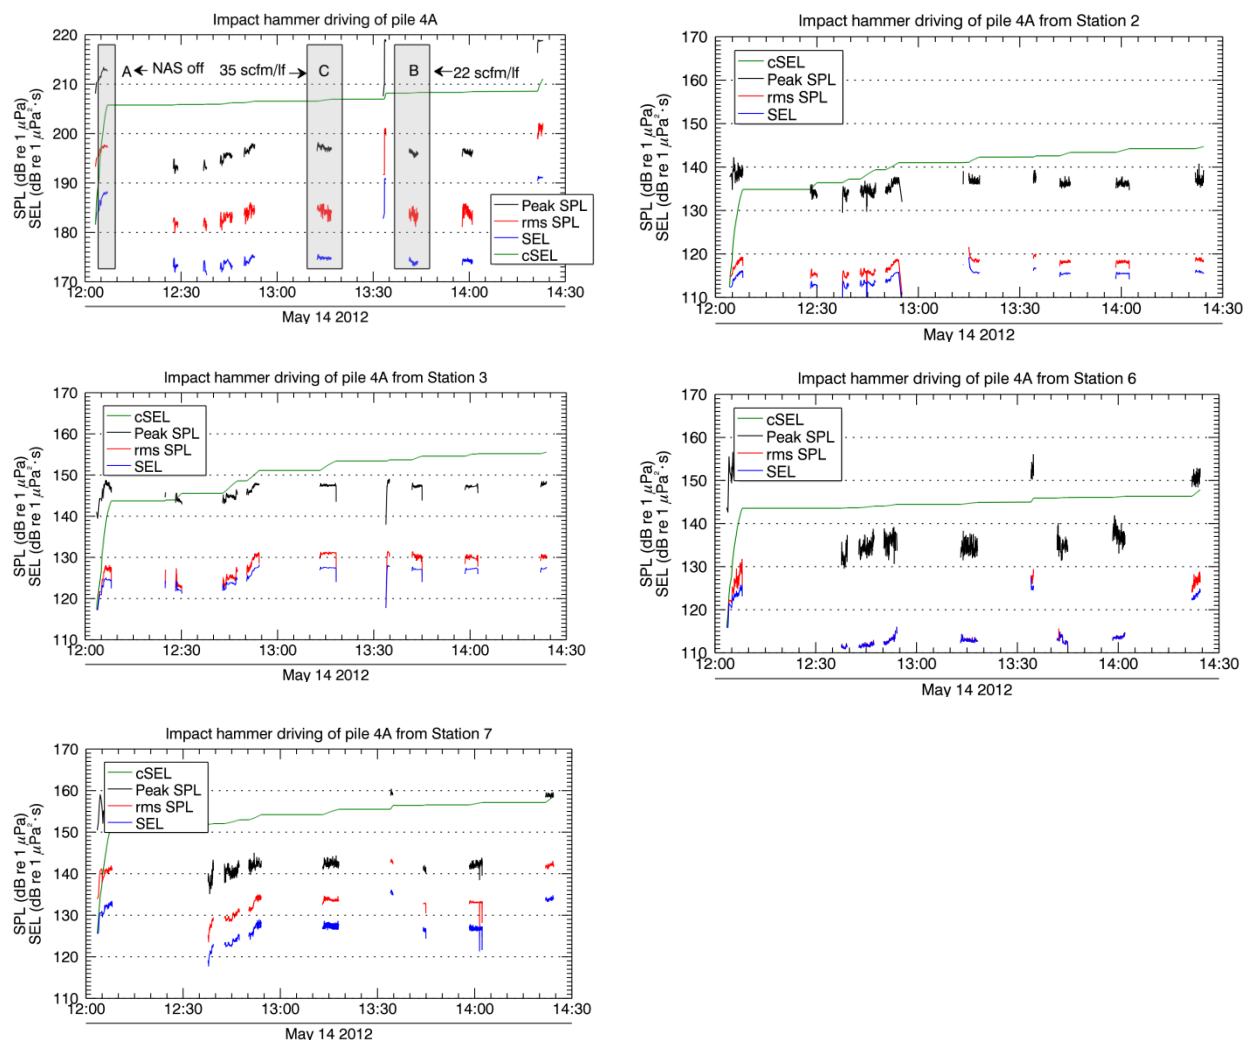 Impact hammer driving of pile 4A
220
210
200
190
180
170
SPL (dB re 1 μPa)
SEL (dB re 1 μPa²·s)
A
NAS off
35 scfm/lf
C
B
22 scfm/lf
Peak SPL
rms SPL
SEL
cSEL
12:00
12:30
13:00
13:30
14:00
14:30
May 14 2012
Impact hammer driving of pile 4A from Station 2
170
160
150
140
130
120
110
SPL (dB re 1 μPa)
SEL (dB re 1 μPa²·s)
cSEL
Peak SPL
rms SPL
SEL
12:00
12:30
13:00
13:30
14:00
14:30
May 14 2012
Impact hammer driving of pile 4A from Station 3
170
160
150
140
130
120
110
SPL (dB re 1 μPa)
SEL (dB re 1 μPa²·s)
cSEL
Peak SPL
rms SPL
SEL
12:00
12:30
13:00
13:30
14:00
14:30
May 14 2012
Impact hammer driving of pile 4A from Station 6
170
160
150
140
130
120
110
SPL (dB re 1 μPa)
SEL (dB re 1 μPa²·s)
cSEL
Peak SPL
rms SPL
SEL
12:00
12:30
13:00
13:30
14:00
14:30
May 14 2012
Impact hammer driving of pile 4A from Station 7
170
160
150
140
130
120
110
SPL (dB re 1 μPa)
SEL (dB re 1 μPa²·s)
cSEL
Peak SPL
rms SPL
SEL
12:00
12:30
13:00
13:30
14:00
14:30
May 14 2012